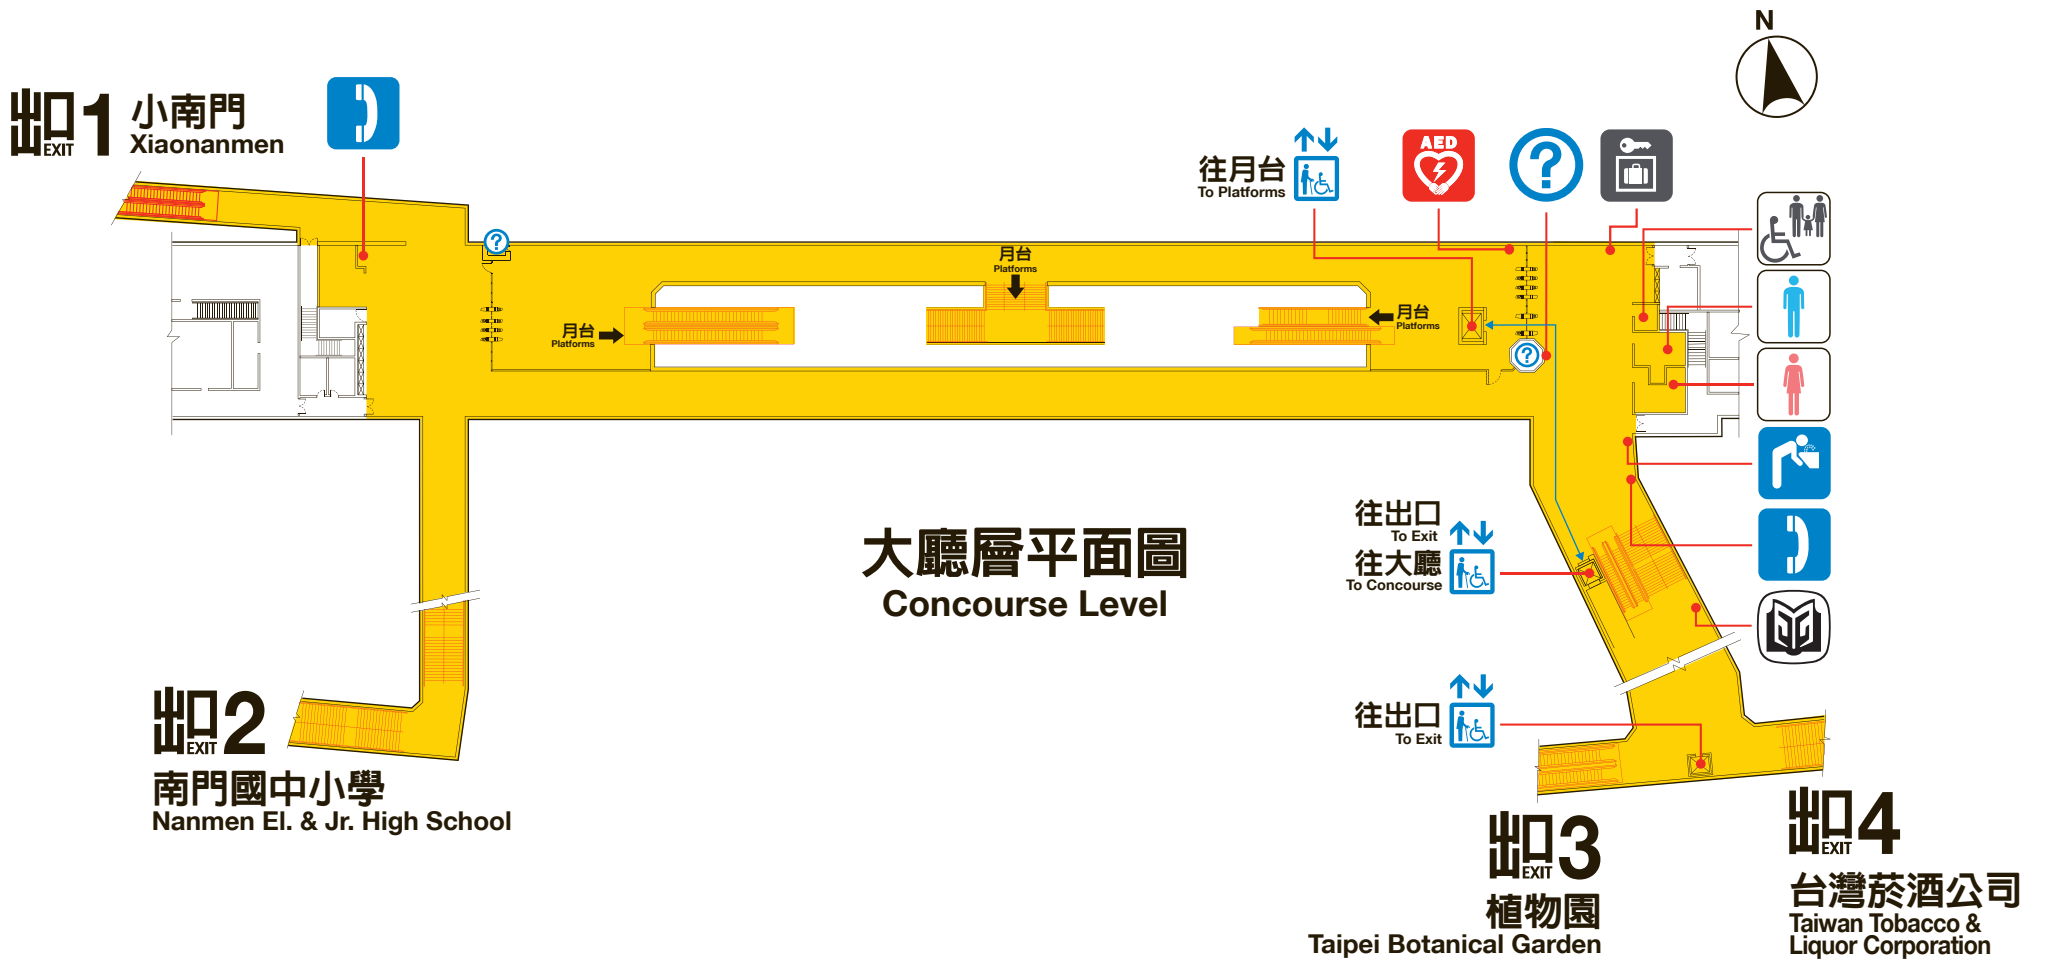 N
出口
EXIT
1
小南門
Xiaonanmen
往月台
To Platforms
AED
?
?
月台
Platforms
月台
Platforms
月台
Platforms
?
大廳層平面圖
Concourse Level
往出口
To Exit
往大廳
To Concourse
往出口
To Exit
出口
EXIT
2
南門國中小學
Nanmen El. & Jr. High School
出口
EXIT
3
植物園
Taipei Botanical Garden
出口
EXIT
4
台灣菸酒公司
Taiwan Tobacco &
Liquor Corporation